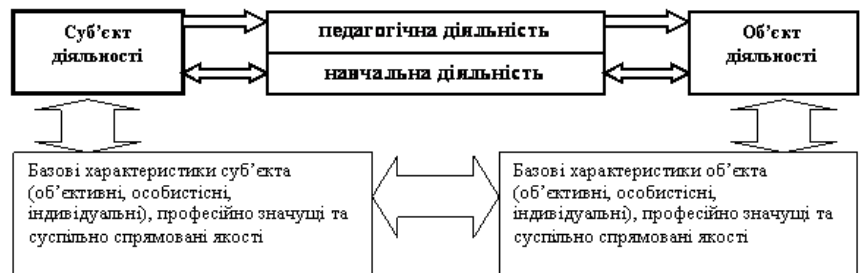 Суб’єкт
діяльності
педагогічна діяльність
навчальна діяльність
Об’єкт
діяльності
Базові характеристики суб’єкта
(об’єктивні, особистісні,
індивідуальні), професійно значущі та
суспільно спрямовані якості
Базові характеристики об’єкта
(об’єктивні, особистісні,
індивідуальні), професійно значущі та
суспільно спрямовані якості